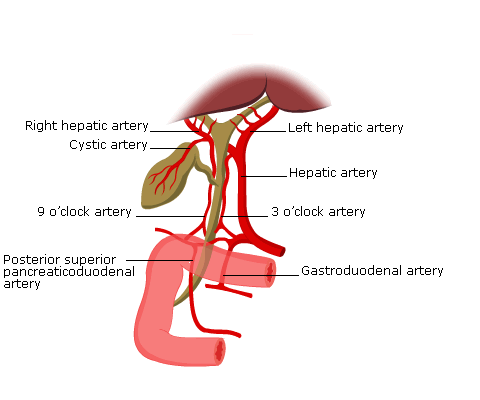 Right hepatic artery
Left hepatic artery
Cystic artery
Hepatic artery
9 o'clock artery
3 o'clock artery
Posterior superior
pancreaticoduodenal
artery
Gastroduodenal artery